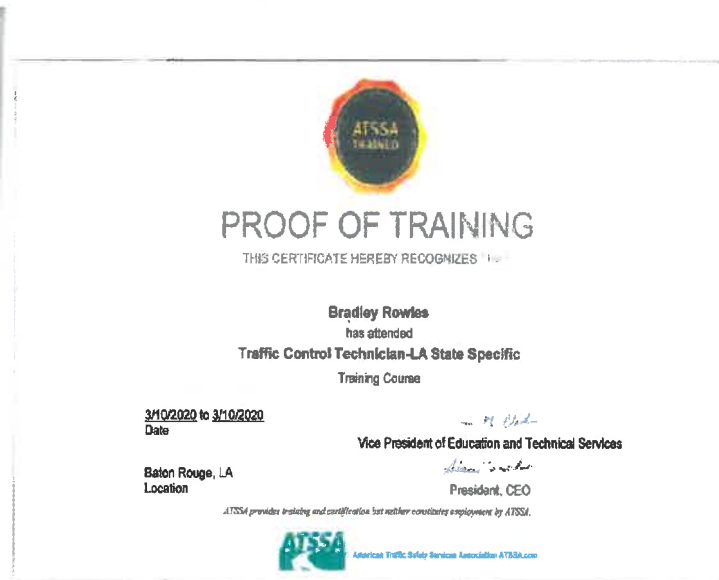 ATSSA
TRAINED
PROOF OF TRAINING
THIS CERTIFICATE HEREBY RECOGNIZES
Bradley Rowles
has attended
Traffic Control Technician-LA State Specific
Training Course
3/10/2020 to 3/10/2020
Date
Vice President of Education and Technical Services
Baton Rouge, LA
Location
President, CEO
ATSSA provides training and certification but neither constitutes employment by ATSSA.
ATSSA
American Traffic Safety Services Association ATSSA.com